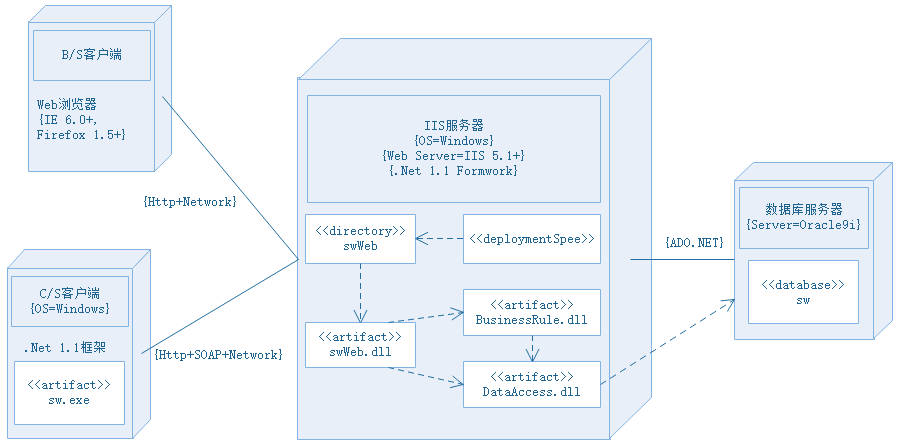 B/S客户端
Web浏览器
{IE 6.0+,
Firefox 1.5+}
{Http+Network}
C/S客户端
{OS=Windows}
.Net 1.1框架
<<artifact>>
sw.exe
{Http+SOAP+Network}
IIS服务器
{OS=Windows}
{Web Server=IIS 5.1+}
{.Net 1.1 Formwork}
<<directory>>
swWeb
<<deploymentSpee>>
<<artifact>>
swWeb.dll
<<artifact>>
BusinessRule.dll
<<artifact>>
DataAccess.dll
{ADO.NET}
数据库服务器
{Server=Oracle9i}
<<database>>
sw